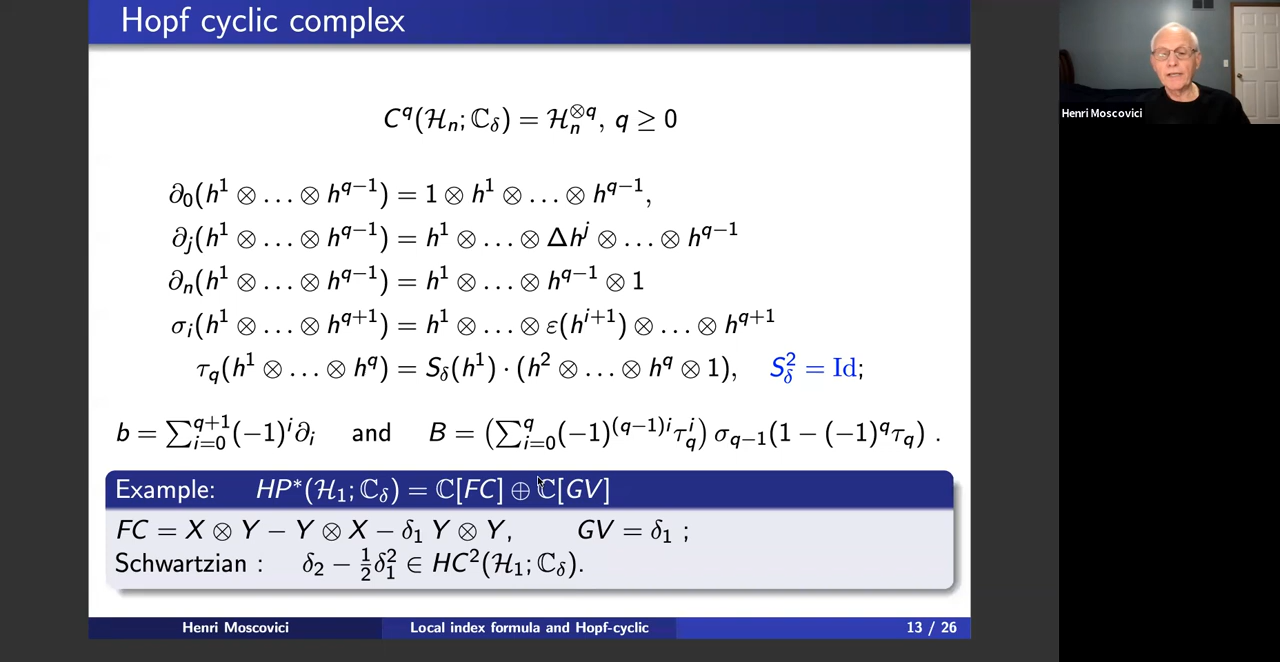 Hopf cyclic complex
C^q(ℋ_n; ℂ_δ) = ℋ_n^{⊗q}, q ≥ 0
∂_0(h^1 ⊗ … ⊗ h^{q−1}) = 1 ⊗ h^1 ⊗ … ⊗ h^{q−1},
∂_j(h^1 ⊗ … ⊗ h^{q−1}) = h^1 ⊗ … ⊗ Δh^j ⊗ … ⊗ h^{q−1}
∂_n(h^1 ⊗ … ⊗ h^{q−1}) = h^1 ⊗ … ⊗ h^{q−1} ⊗ 1
σ_i(h^1 ⊗ … ⊗ h^{q+1}) = h^1 ⊗ … ⊗ ε(h^{i+1}) ⊗ … ⊗ h^{q+1}
τ_q(h^1 ⊗ … ⊗ h^q) = S_δ(h^1) · (h^2 ⊗ … ⊗ h^q ⊗ 1), S_δ^2 = Id;
b = ∑_{i=0}^{q+1}(−1)^i ∂_i and B = (∑_{i=0}^{q}(−1)^{(q−1)i} τ_q^i) σ_{q−1}(1 − (−1)^q τ_q) .
Example: HP*(ℋ_1; ℂ_δ) = ℂ[FC] ⊕ ℂ[GV]
FC = X ⊗ Y − Y ⊗ X − δ_1 Y ⊗ Y, GV = δ_1 ;
Schwartzian : δ_2 − 1/2 δ_1^2 ∈ HC^2(ℋ_1; ℂ_δ).
Henri Moscovici Local index formula and Hopf-cyclic 13 / 26
Henri Moscovici